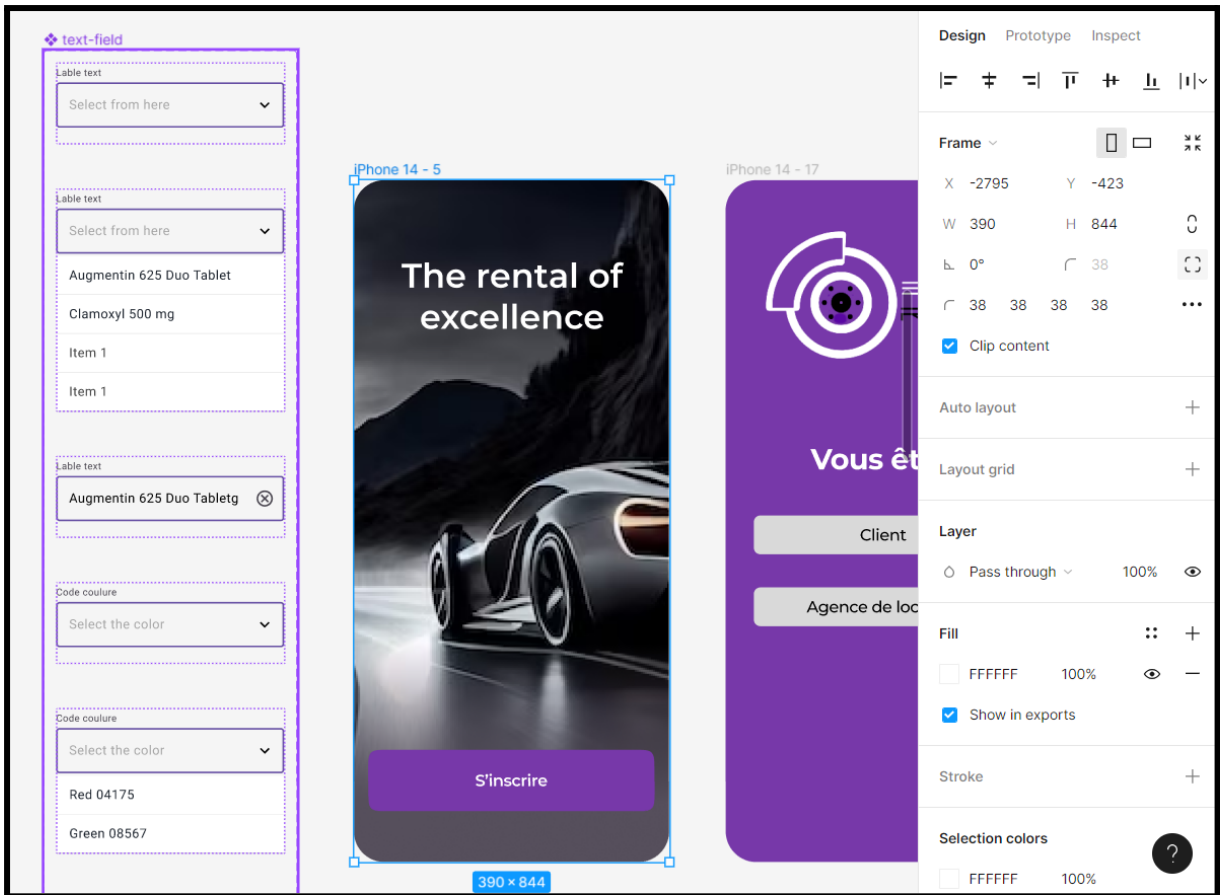 text-field
Lable text
Select from here
Lable text
Select from here
Augmentin 625 Duo Tablet
Clamoxyl 500 mg
Item 1
Item 1
Lable text
Augmentin 625 Duo Tabletg
Code coulure
Select the color
Code coulure
Select the color
Red 04175
Green 08567
iPhone 14 - 5
The rental of
excellence
S’inscrire
390 × 844
iPhone 14 - 17
Vous êt
Client
Agence de loc
Design Prototype Inspect
Frame
X -2795 Y -423
W 390 H 844
0° 38
38 38 38 38
Clip content
Auto layout
Layout grid
Layer
Pass through 100%
Fill
FFFFFF 100%
Show in exports
Stroke
Selection colors
FFFFFF 100%
?